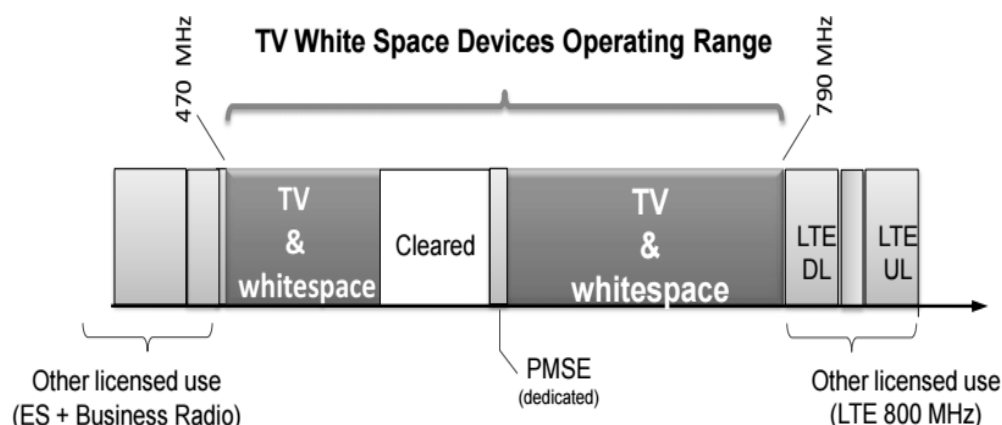 TV White Space Devices Operating Range
470 MHz
790 MHz
TV
&
whitespace
Cleared
TV
&
whitespace
LTE
DL
LTE
UL
Other licensed use
(ES + Business Radio)
PMSE
(dedicated)
Other licensed use
(LTE 800 MHz)